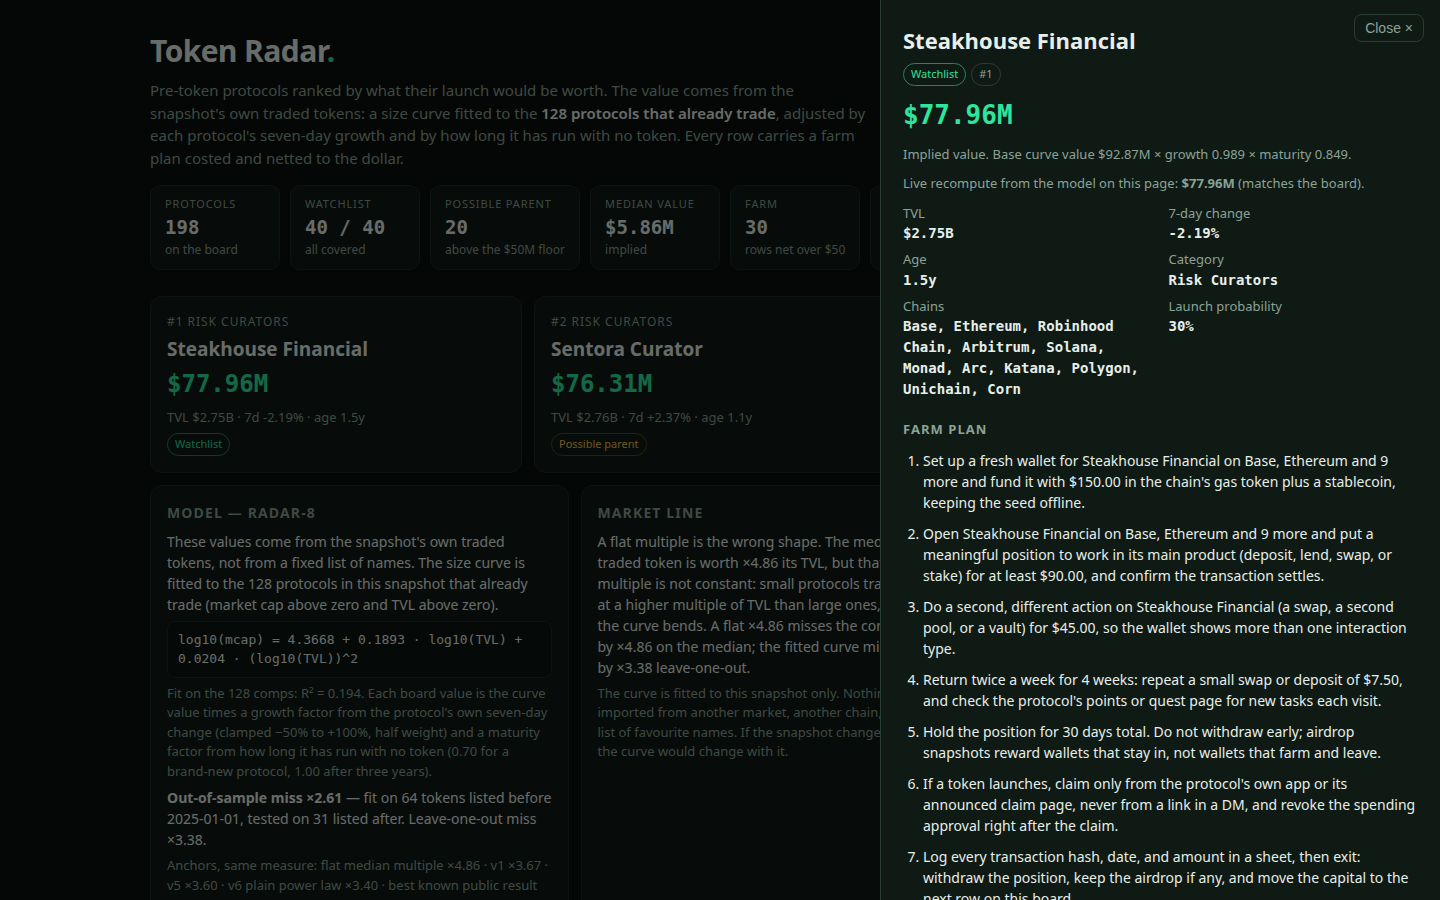 Token Radar.
Pre-token protocols ranked by what their launch would be worth. The value comes from the
snapshot's own traded tokens: a size curve fitted to the 128 protocols that already trade, adjusted by
each protocol's seven-day growth and by how long it has run with no token. Every row carries a farm
plan costed and netted to the dollar.
PROTOCOLS
198
on the board
WATCHLIST
40 / 40
all covered
POSSIBLE PARENT
20
above the $50M floor
MEDIAN VALUE
$5.86M
implied
FARM
30
rows net over $50
#1 RISK CURATORS
Steakhouse Financial
$77.96M
TVL $2.75B · 7d -2.19% · age 1.5y
Watchlist
#2 RISK CURATORS
Sentora Curator
$76.31M
TVL $2.76B · 7d +2.37% · age 1.1y
Possible parent
MODEL — RADAR-8
These values come from the snapshot's own traded
tokens, not from a fixed list of names. The size curve is
fitted to the 128 protocols in this snapshot that already
trade (market cap above zero and TVL above zero).
log10(mcap) = 4.3668 + 0.1893 · log10(TVL) +
0.0204 · (log10(TVL))^2
Fit on the 128 comps: R² = 0.194. Each board value is the curve
value times a growth factor from the protocol's own seven-day
change (clamped −50% to +100%, half weight) and a maturity
factor from how long it has run with no token (0.70 for a
brand-new protocol, 1.00 after three years).
Out-of-sample miss ×2.61 — fit on 64 tokens listed before
2025-01-01, tested on 31 listed after. Leave-one-out miss
×3.38.
Anchors, same measure: flat median multiple ×4.86 · v1 ×3.67 ·
v5 ×3.60 · v6 plain power law ×3.40 · best known public result
MARKET LINE
A flat multiple is the wrong shape. The med
traded token is worth ×4.86 its TVL, but tha
multiple is not constant: small protocols tra
at a higher multiple of TVL than large ones,
the curve bends. A flat ×4.86 misses the co
by ×4.86 on the median; the fitted curve mi
by ×3.38 leave-one-out.
The curve is fitted to this snapshot only. Nothi
imported from another market, another chain,
list of favourite names. If the snapshot change
the curve would change with it.
Close ×
Steakhouse Financial
Watchlist
#1
$77.96M
Implied value. Base curve value $92.87M × growth 0.989 × maturity 0.849.
Live recompute from the model on this page: $77.96M (matches the board).
TVL
$2.75B
7-day change
-2.19%
Age
1.5y
Category
Risk Curators
Chains
Base, Ethereum, Robinhood
Chain, Arbitrum, Solana,
Monad, Arc, Katana, Polygon,
Unichain, Corn
Launch probability
30%
FARM PLAN
1. Set up a fresh wallet for Steakhouse Financial on Base, Ethereum and 9
more and fund it with $150.00 in the chain's gas token plus a stablecoin,
keeping the seed offline.
2. Open Steakhouse Financial on Base, Ethereum and 9 more and put a
meaningful position to work in its main product (deposit, lend, swap, or
stake) for at least $90.00, and confirm the transaction settles.
3. Do a second, different action on Steakhouse Financial (a swap, a second
pool, or a vault) for $45.00, so the wallet shows more than one interaction
type.
4. Return twice a week for 4 weeks: repeat a small swap or deposit of $7.50,
and check the protocol's points or quest page for new tasks each visit.
5. Hold the position for 30 days total. Do not withdraw early; airdrop
snapshots reward wallets that stay in, not wallets that farm and leave.
6. If a token launches, claim only from the protocol's own app or its
announced claim page, never from a link in a DM, and revoke the spending
approval right after the claim.
7. Log every transaction hash, date, and amount in a sheet, then exit:
withdraw the position, keep the airdrop if any, and move the capital to the
next row on this board.